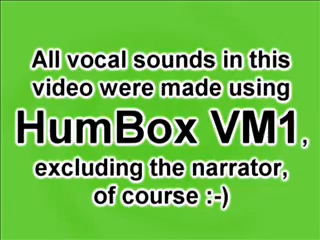 All vocal sounds in this
video were made using
HumBox VM1,
excluding the narrator,
of course :-)